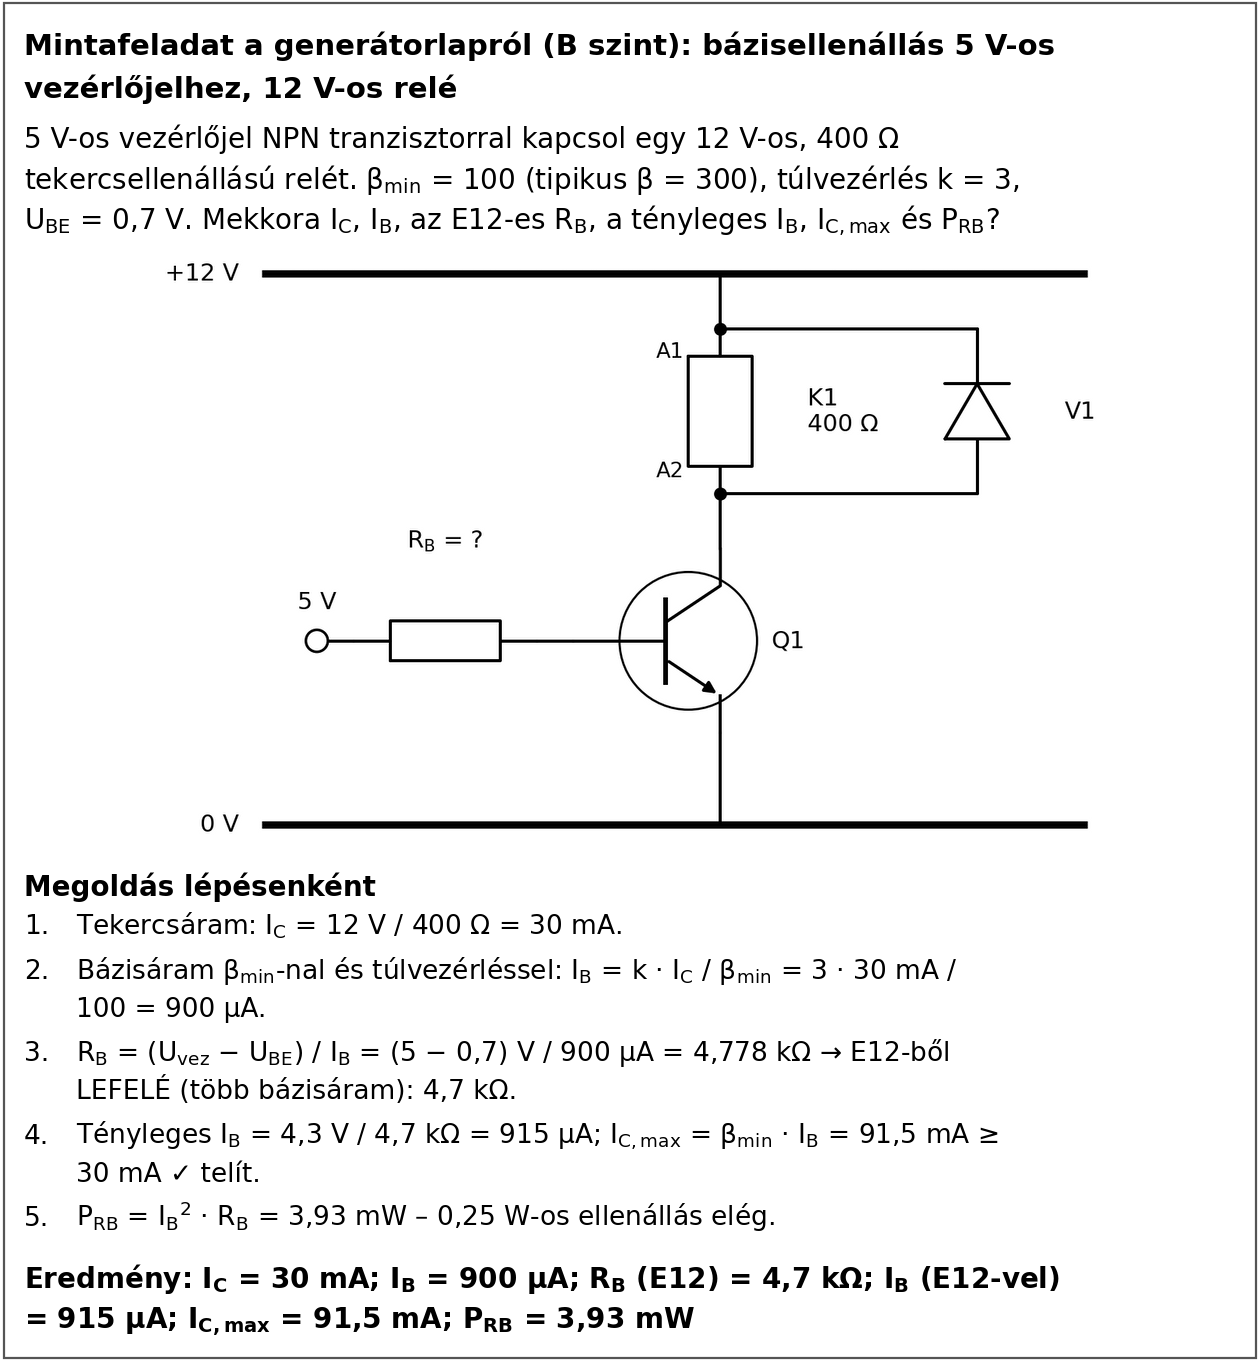 Mintafeladat a generátorlapról (B szint): bázisellenállás 5 V-os
vezérlőjelhez, 12 V-os relé
5 V-os vezérlőjel NPN tranzisztorral kapcsol egy 12 V-os, 400 Ω
tekercsellenállású relét. βmin = 100 (tipikus β = 300), túlvezérlés k = 3,
UBE = 0,7 V. Mekkora IC, IB, az E12-es RB, a tényleges IB, IC,max és PRB?
+12 V
A1
K1
400 Ω
V1
A2
RB = ?
5 V
Q1
0 V
Megoldás lépésenként
1. Tekercsáram: IC = 12 V / 400 Ω = 30 mA.
2. Bázisáram βmin-nal és túlvezérléssel: IB = k · IC / βmin = 3 · 30 mA /
100 = 900 µA.
3. RB = (Uvez − UBE) / IB = (5 − 0,7) V / 900 µA = 4,778 kΩ → E12-ből
LEFELÉ (több bázisáram): 4,7 kΩ.
4. Tényleges IB = 4,3 V / 4,7 kΩ = 915 µA; IC,max = βmin · IB = 91,5 mA ≥
30 mA ✓ telít.
5. PRB = IB² · RB = 3,93 mW – 0,25 W-os ellenállás elég.
Eredmény: IC = 30 mA; IB = 900 µA; RB (E12) = 4,7 kΩ; IB (E12-vel)
= 915 µA; IC,max = 91,5 mA; PRB = 3,93 mW